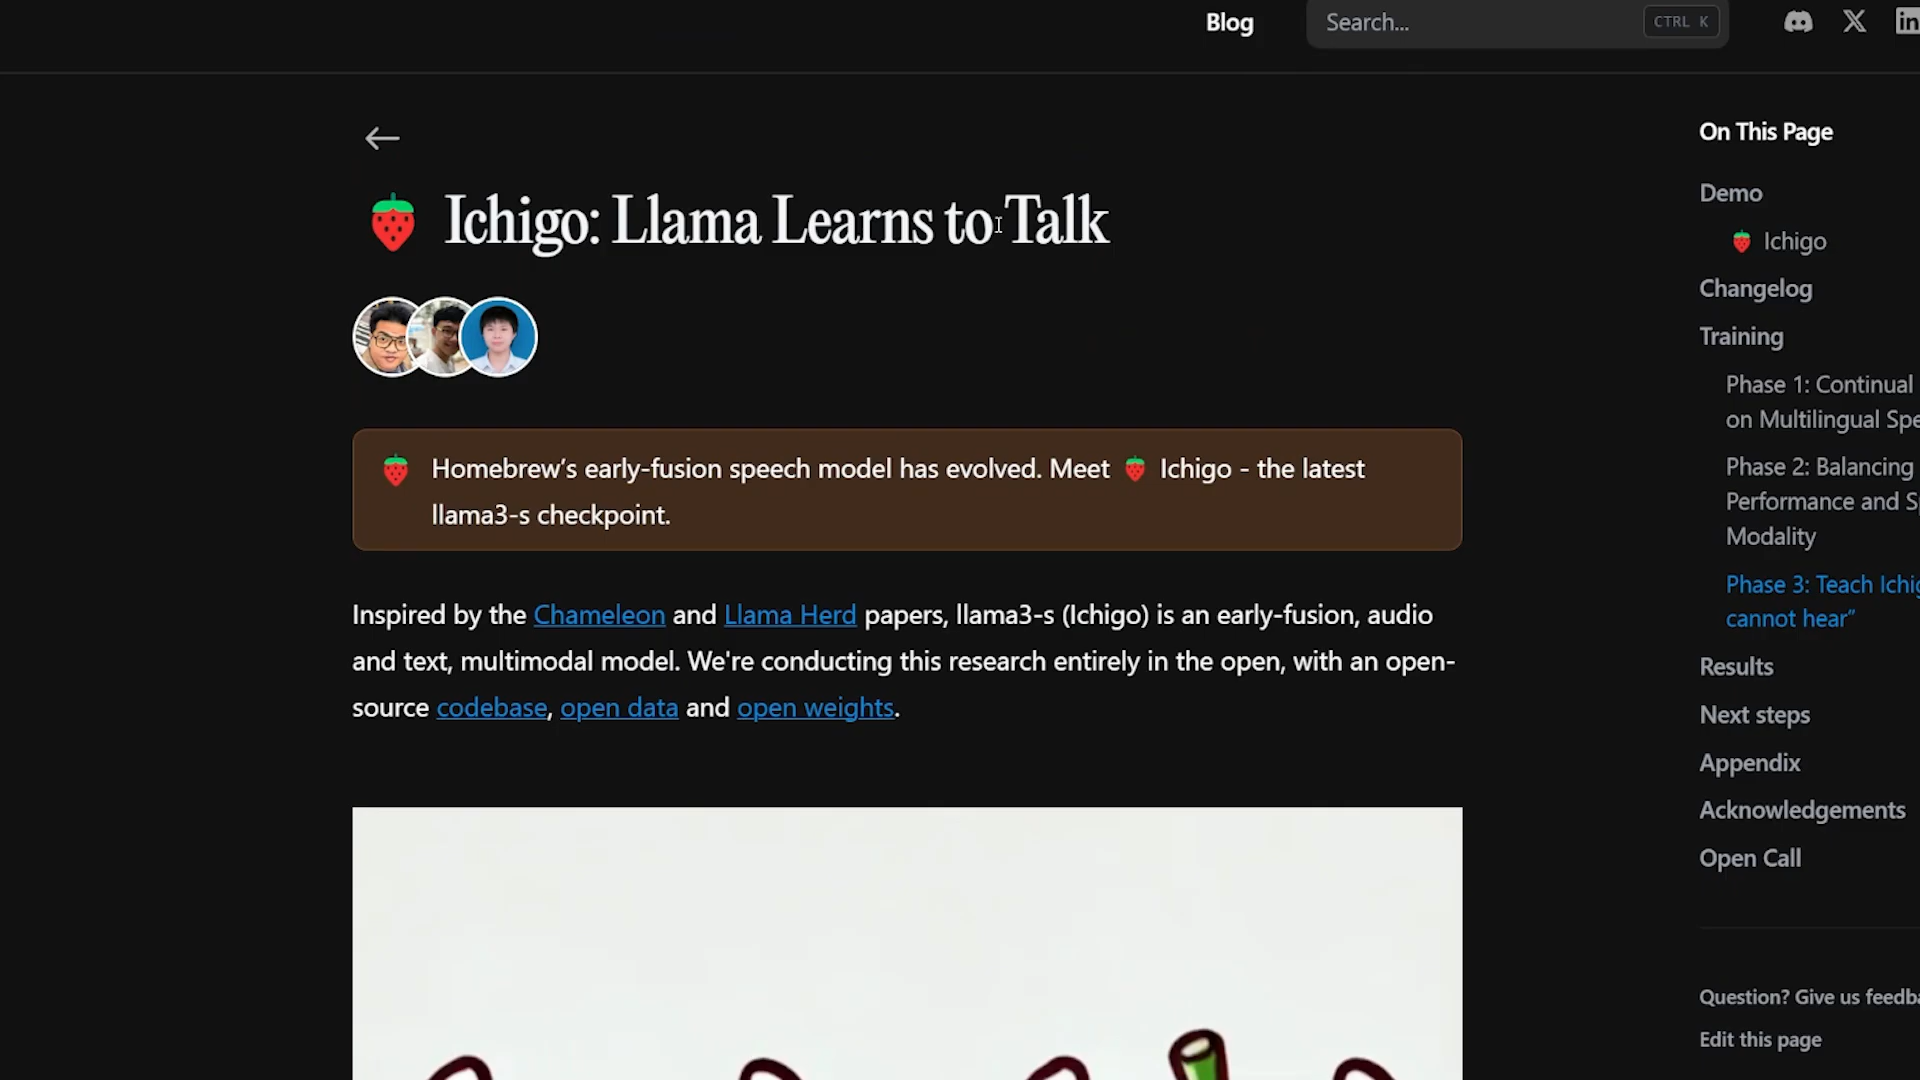 Blog
Search...
CTRL K
Ichigo: Llama Learns to Talk
Homebrew’s early-fusion speech model has evolved. Meet Ichigo - the latest
llama3-s checkpoint.
Inspired by the Chameleon and Llama Herd papers, llama3-s (Ichigo) is an early-fusion, audio
and text, multimodal model. We're conducting this research entirely in the open, with an open-
source codebase, open data and open weights.
On This Page
Demo
Ichigo
Changelog
Training
Phase 1: Continual
on Multilingual Spe
Phase 2: Balancing
Performance and Sp
Modality
Phase 3: Teach Ichig
cannot hear”
Results
Next steps
Appendix
Acknowledgements
Open Call
Question? Give us feedba
Edit this page